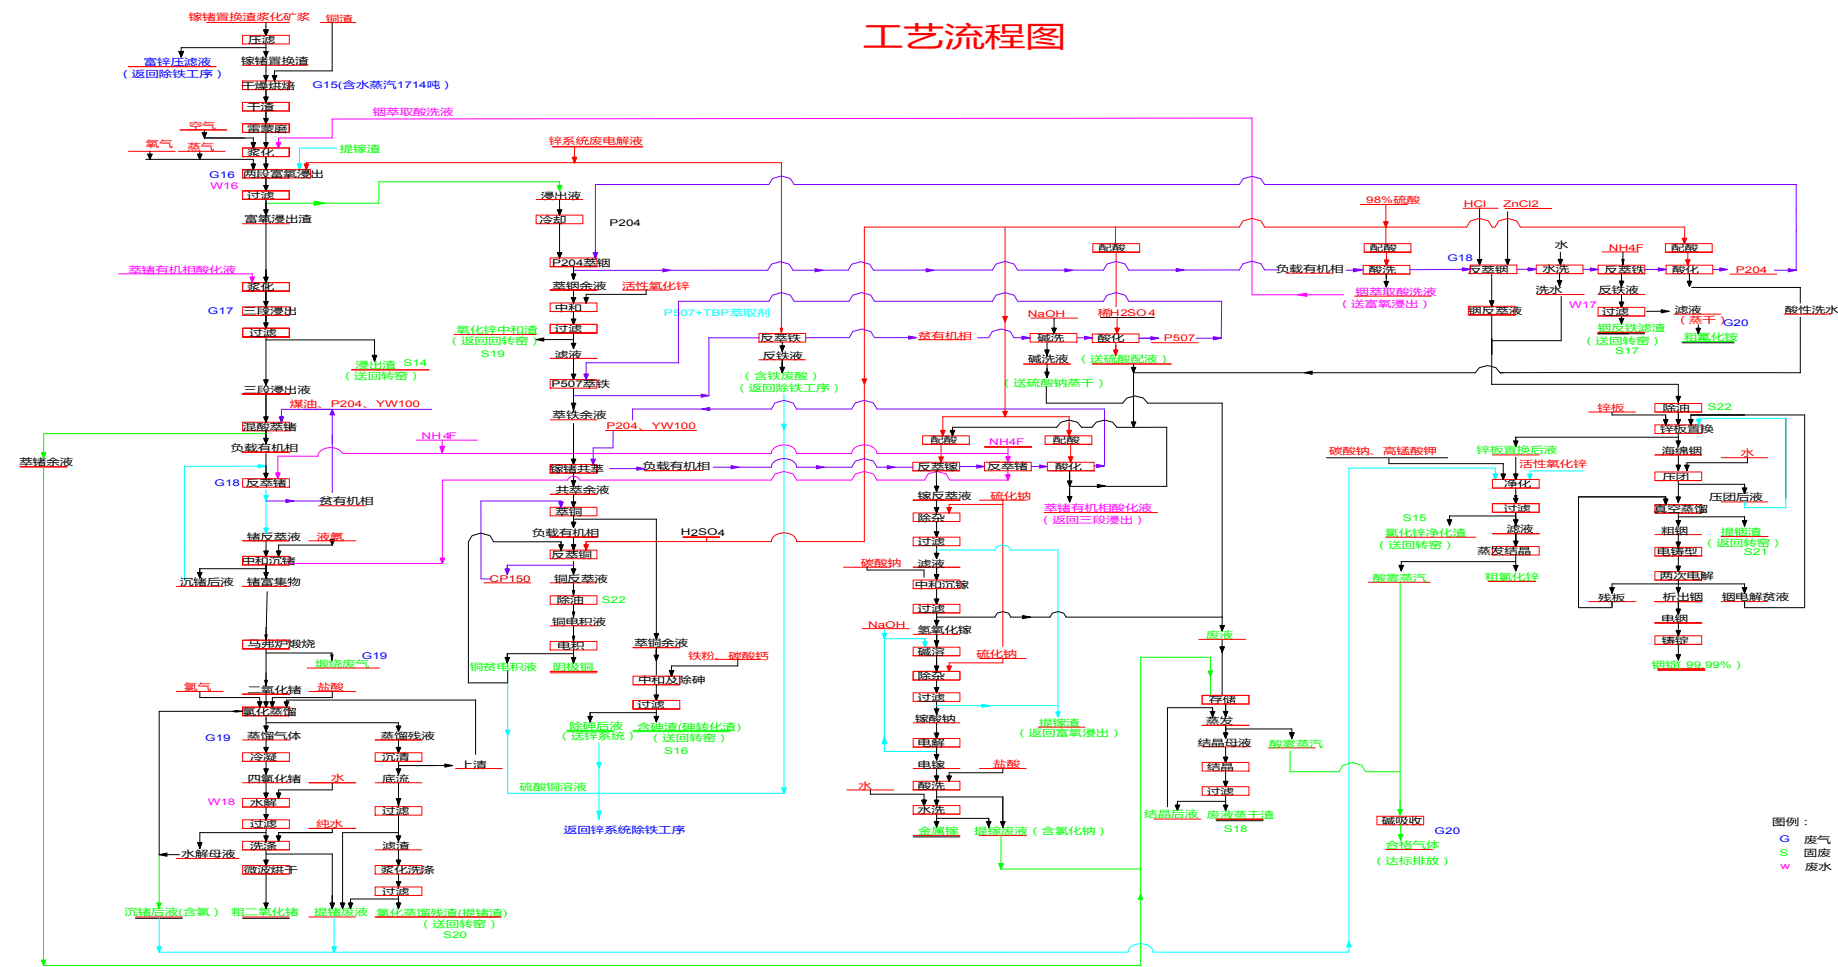 工艺流程图
镓锗置换渣浆化矿浆
铜渣
压滤
富锌压滤液
（返回除铁工序）
镓锗置换渣
干燥烘焙
G15(含水蒸汽1714吨）
干渣
雷蒙磨
空气
氧气
蒸气
浆化
铟萃取酸洗液
提镓渣
G16
两段富氧浸出
W16
过滤
富氧浸出渣
萃锗有机相酸化液
浆化
G17
三段浸出
过滤
浸出渣
S14
（送回转窑）
三段浸出液
煤油、P204、YW100
混酸萃锗
负载有机相
萃锗余液
NH4F
G18
反萃锗
贫有机相
锗反萃液
液氨
中和沉锗
沉锗后液
锗富集物
马弗炉煅烧
煅烧废气
G19
氯气
二氧化锗
盐酸
氯化蒸馏
G19
蒸馏气体
蒸馏残液
冷凝
沉清
上清
四氯化锗
水
底流
W18
水解
过滤
过滤
纯水
洗涤
水解母液
滤渣
微波烘干
浆化洗涤
过滤
沉锗后液(含氯）
粗二氧化锗
提锗废液
氯化蒸馏残渣(提锗渣)
（送回转窑）
S20
锌系统废电解液
浸出液
冷却
P204
P204萃铟
萃铟余液
活性氧化锌
中和
氧化锌中和渣
（返回回转窑）
S19
过滤
滤液
P507萃铁
萃铁余液
P204、YW100
镓锗共萃
负载有机相
共萃余液
萃铜
负载有机相
H2SO4
反萃铜
CP150
铜反萃液
除油
S22
铜电积液
电积
铜贫电积液
阴极铜
萃铜余液
铁粉、碳酸钙
中和及除砷
过滤
除砷后液
（送锌系统）
含砷渣(砷转化渣)
（送回转窑）
S16
硫酸铜溶液
返回锌系统除铁工序
P507+TBP萃取剂
反萃铁
反铁液
（含铁废酸）
（返回除铁工序）
贫有机相
NaOH
碱洗
碱洗液
（送硫酸钠蒸干）
配酸
稀H2SO4
酸化
P507
（送硫酸配液）
配酸
NH4F
配酸
反萃镓
反萃锗
酸化
镓反萃液
硫化钠
除杂
过滤
萃锗有机相酸化液
（返回三段浸出）
碳酸钠
滤液
中和沉镓
过滤
NaOH
氢氧化镓
碱溶
硫化钠
除杂
过滤
镓酸钠
提镓渣
（返回富氧浸出）
电解
电镓
盐酸
水
酸洗
水洗
金属镓
提镓废液（含氯化钠）
废液
存储
蒸发
结晶母液
酸雾蒸汽
结晶
过滤
结晶后液
废液蒸干渣
S18
98%硫酸
HCl
ZnCl2
配酸
水
NH4F
配酸
负载有机相
酸洗
G18
反萃铟
水洗
反萃铁
酸化
P204
铟萃取酸洗液
（送富氧浸出）
洗水
反铁液
W17
铟反萃液
过滤
滤液
（蒸干）
G20
酸性洗水
铟反铁滤渣
（送回转窑）
S17
粗氟化铵
锌板
除油
S22
锌板置换
碳酸钠、高锰酸钾
锌板置换后液
海绵铟
水
活性氧化锌
压团
净化
压团后液
过滤
真空蒸馏
S15
氯化锌净化渣
（送回转窑）
滤液
粗铟
提铟渣
（返回转窑）
S21
蒸发结晶
电铸型
酸雾蒸汽
粗氯化锌
两次电解
残板
析出铟
铟电解贫液
电铟
铸锭
铟锭( 99.99%）
碱吸收
G20
合格气体
（达标排放）
图例：
G 废气
S 固废
w 废水